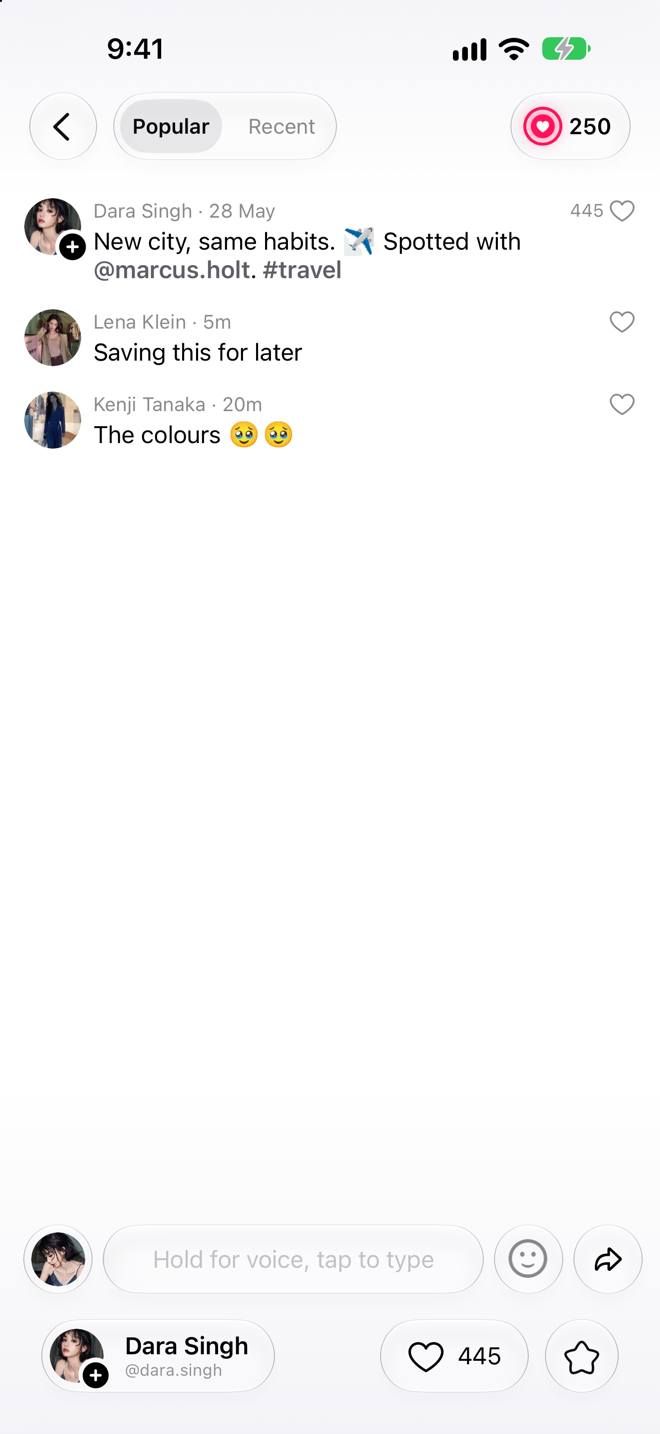 9:41
Popular
Recent
250
Dara Singh · 28 May
445
New city, same habits. ✈️ Spotted with
@marcus.holt. #travel
Lena Klein · 5m
Saving this for later
Kenji Tanaka · 20m
The colours 🥹🥹
Hold for voice, tap to type
Dara Singh
@dara.singh
445